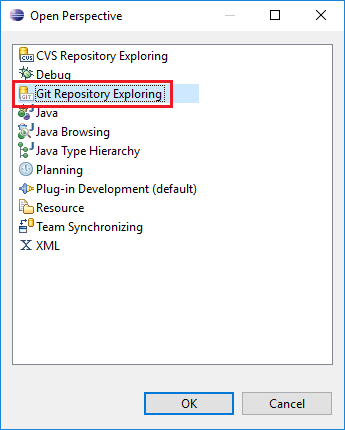 Open Perspective
CVS Repository Exploring
Debug
Git Repository Exploring
Java
Java Browsing
Java Type Hierarchy
Planning
Plug-in Development (default)
Resource
Team Synchronizing
XML
OK
Cancel